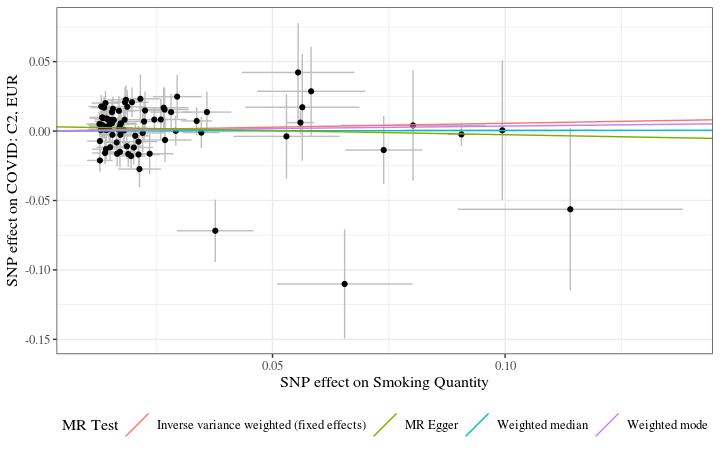 SNP effect on COVID: C2, EUR
0.05
0.00
-0.05
-0.10
-0.15
0.05
0.10
SNP effect on Smoking Quantity
MR Test Inverse variance weighted (fixed effects) MR Egger Weighted median Weighted mode